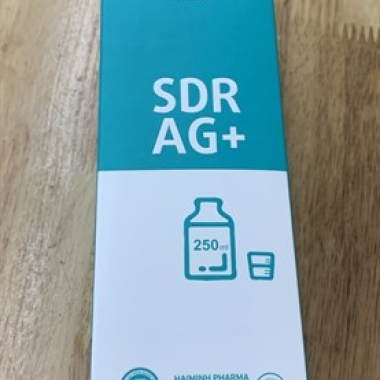 SDR
AG+
250 ml
HAIMINH PHARMA